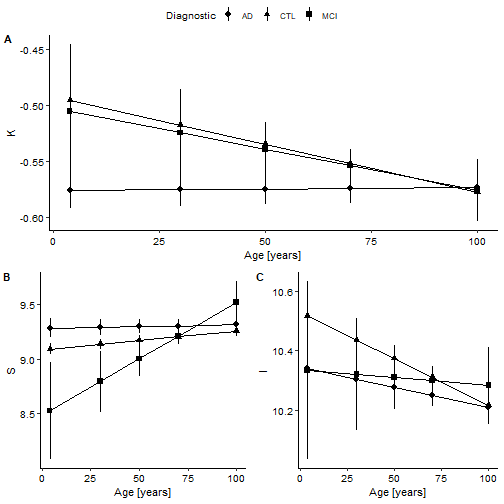 Diagnostic AD CTL MCI
A
-0.45
-0.50
-0.55
-0.60
K
0 25 50 75 100
Age [years]
B
9.5
9.0
8.5
S
0 25 50 75 100
Age [years]
C
10.6
10.4
10.2
I
0 25 50 75 100
Age [years]